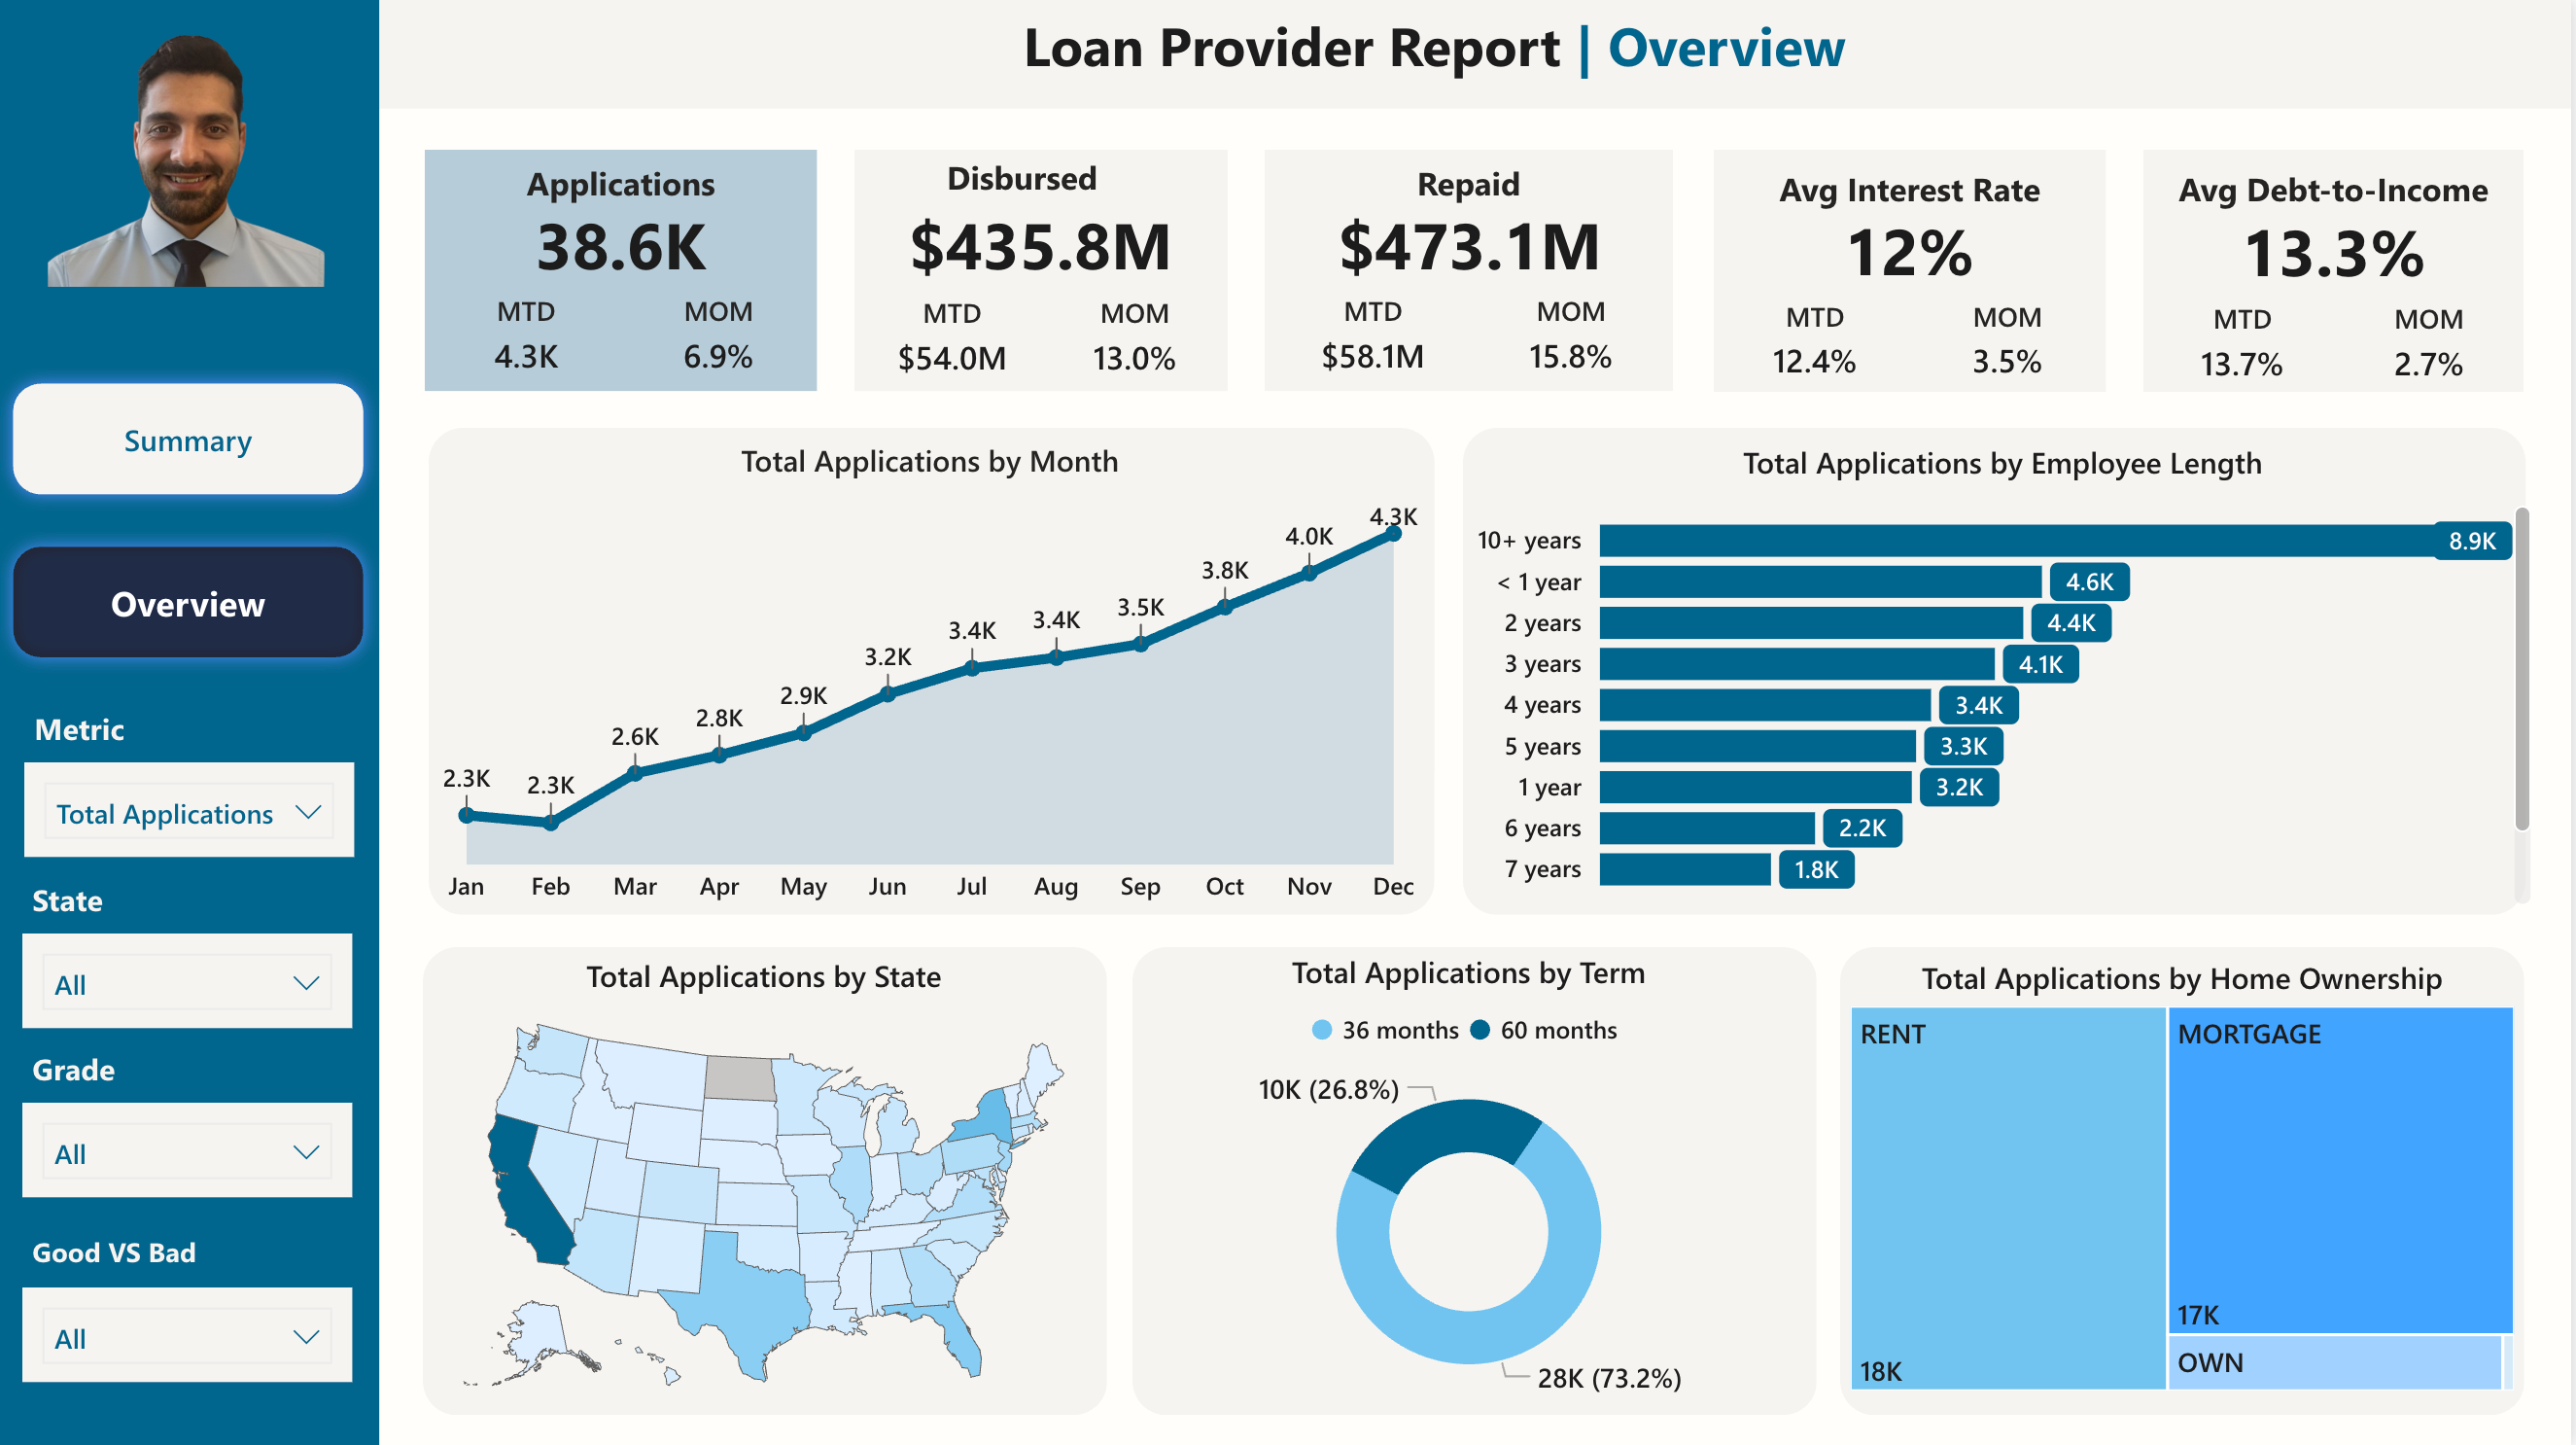 Loan Provider Report | Overview
Summary
Overview
Metric
Total Applications
State
All
Grade
All
Good VS Bad
All
Applications
38.6K
MTD MOM
4.3K 6.9%
Disbursed
$435.8M
MTD MOM
$54.0M 13.0%
Repaid
$473.1M
MTD MOM
$58.1M 15.8%
Avg Interest Rate
12%
MTD MOM
12.4% 3.5%
Avg Debt-to-Income
13.3%
MTD MOM
13.7% 2.7%
Total Applications by Month
2.3K 2.3K 2.6K 2.8K 2.9K 3.2K 3.4K 3.4K 3.5K 3.8K 4.0K 4.3K
Jan Feb Mar Apr May Jun Jul Aug Sep Oct Nov Dec
Total Applications by Employee Length
10+ years 8.9K
< 1 year 4.6K
2 years 4.4K
3 years 4.1K
4 years 3.4K
5 years 3.3K
1 year 3.2K
6 years 2.2K
7 years 1.8K
Total Applications by State
Total Applications by Term
36 months 60 months
10K (26.8%)
28K (73.2%)
Total Applications by Home Ownership
RENT
18K
MORTGAGE
17K
OWN